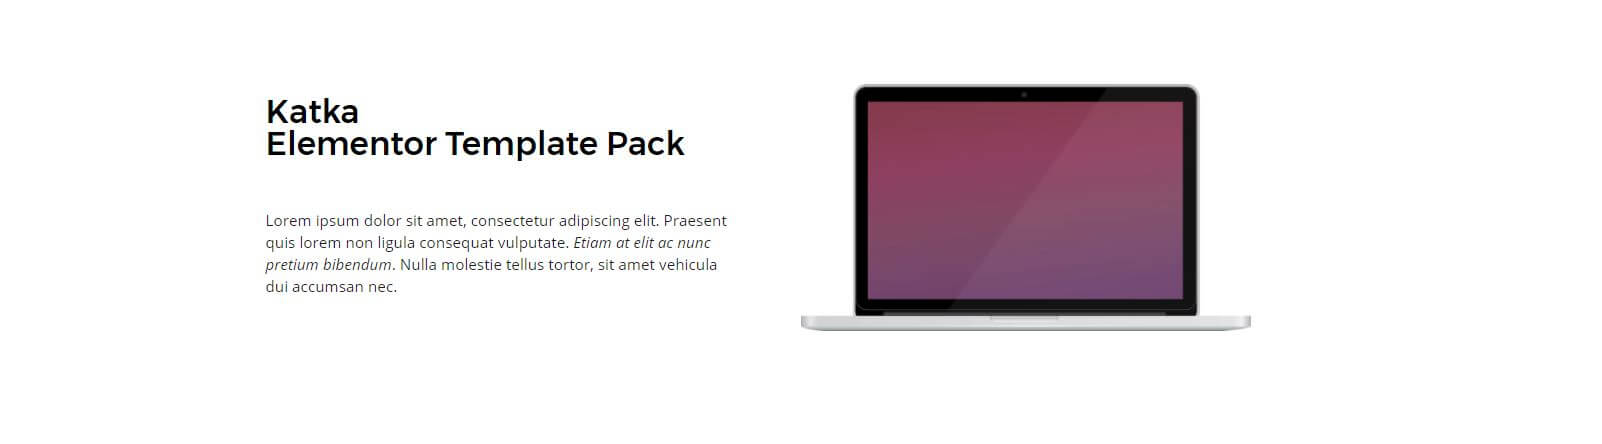 Katka
Elementor Template Pack
Lorem ipsum dolor sit amet, consectetur adipiscing elit. Praesent
quis lorem non ligula consequat vulputate. Etiam at elit ac nunc
pretium bibendum. Nulla molestie tellus tortor, sit amet vehicula
dui accumsan nec.